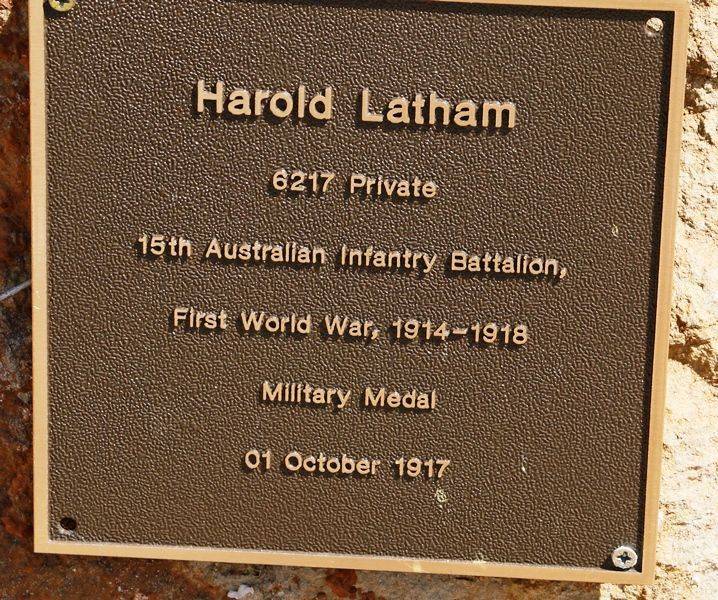 Harold Latham
6217 Private
15th Australian Infantry Battalion,
First World War, 1914-1918
Military Medal
01 October 1917